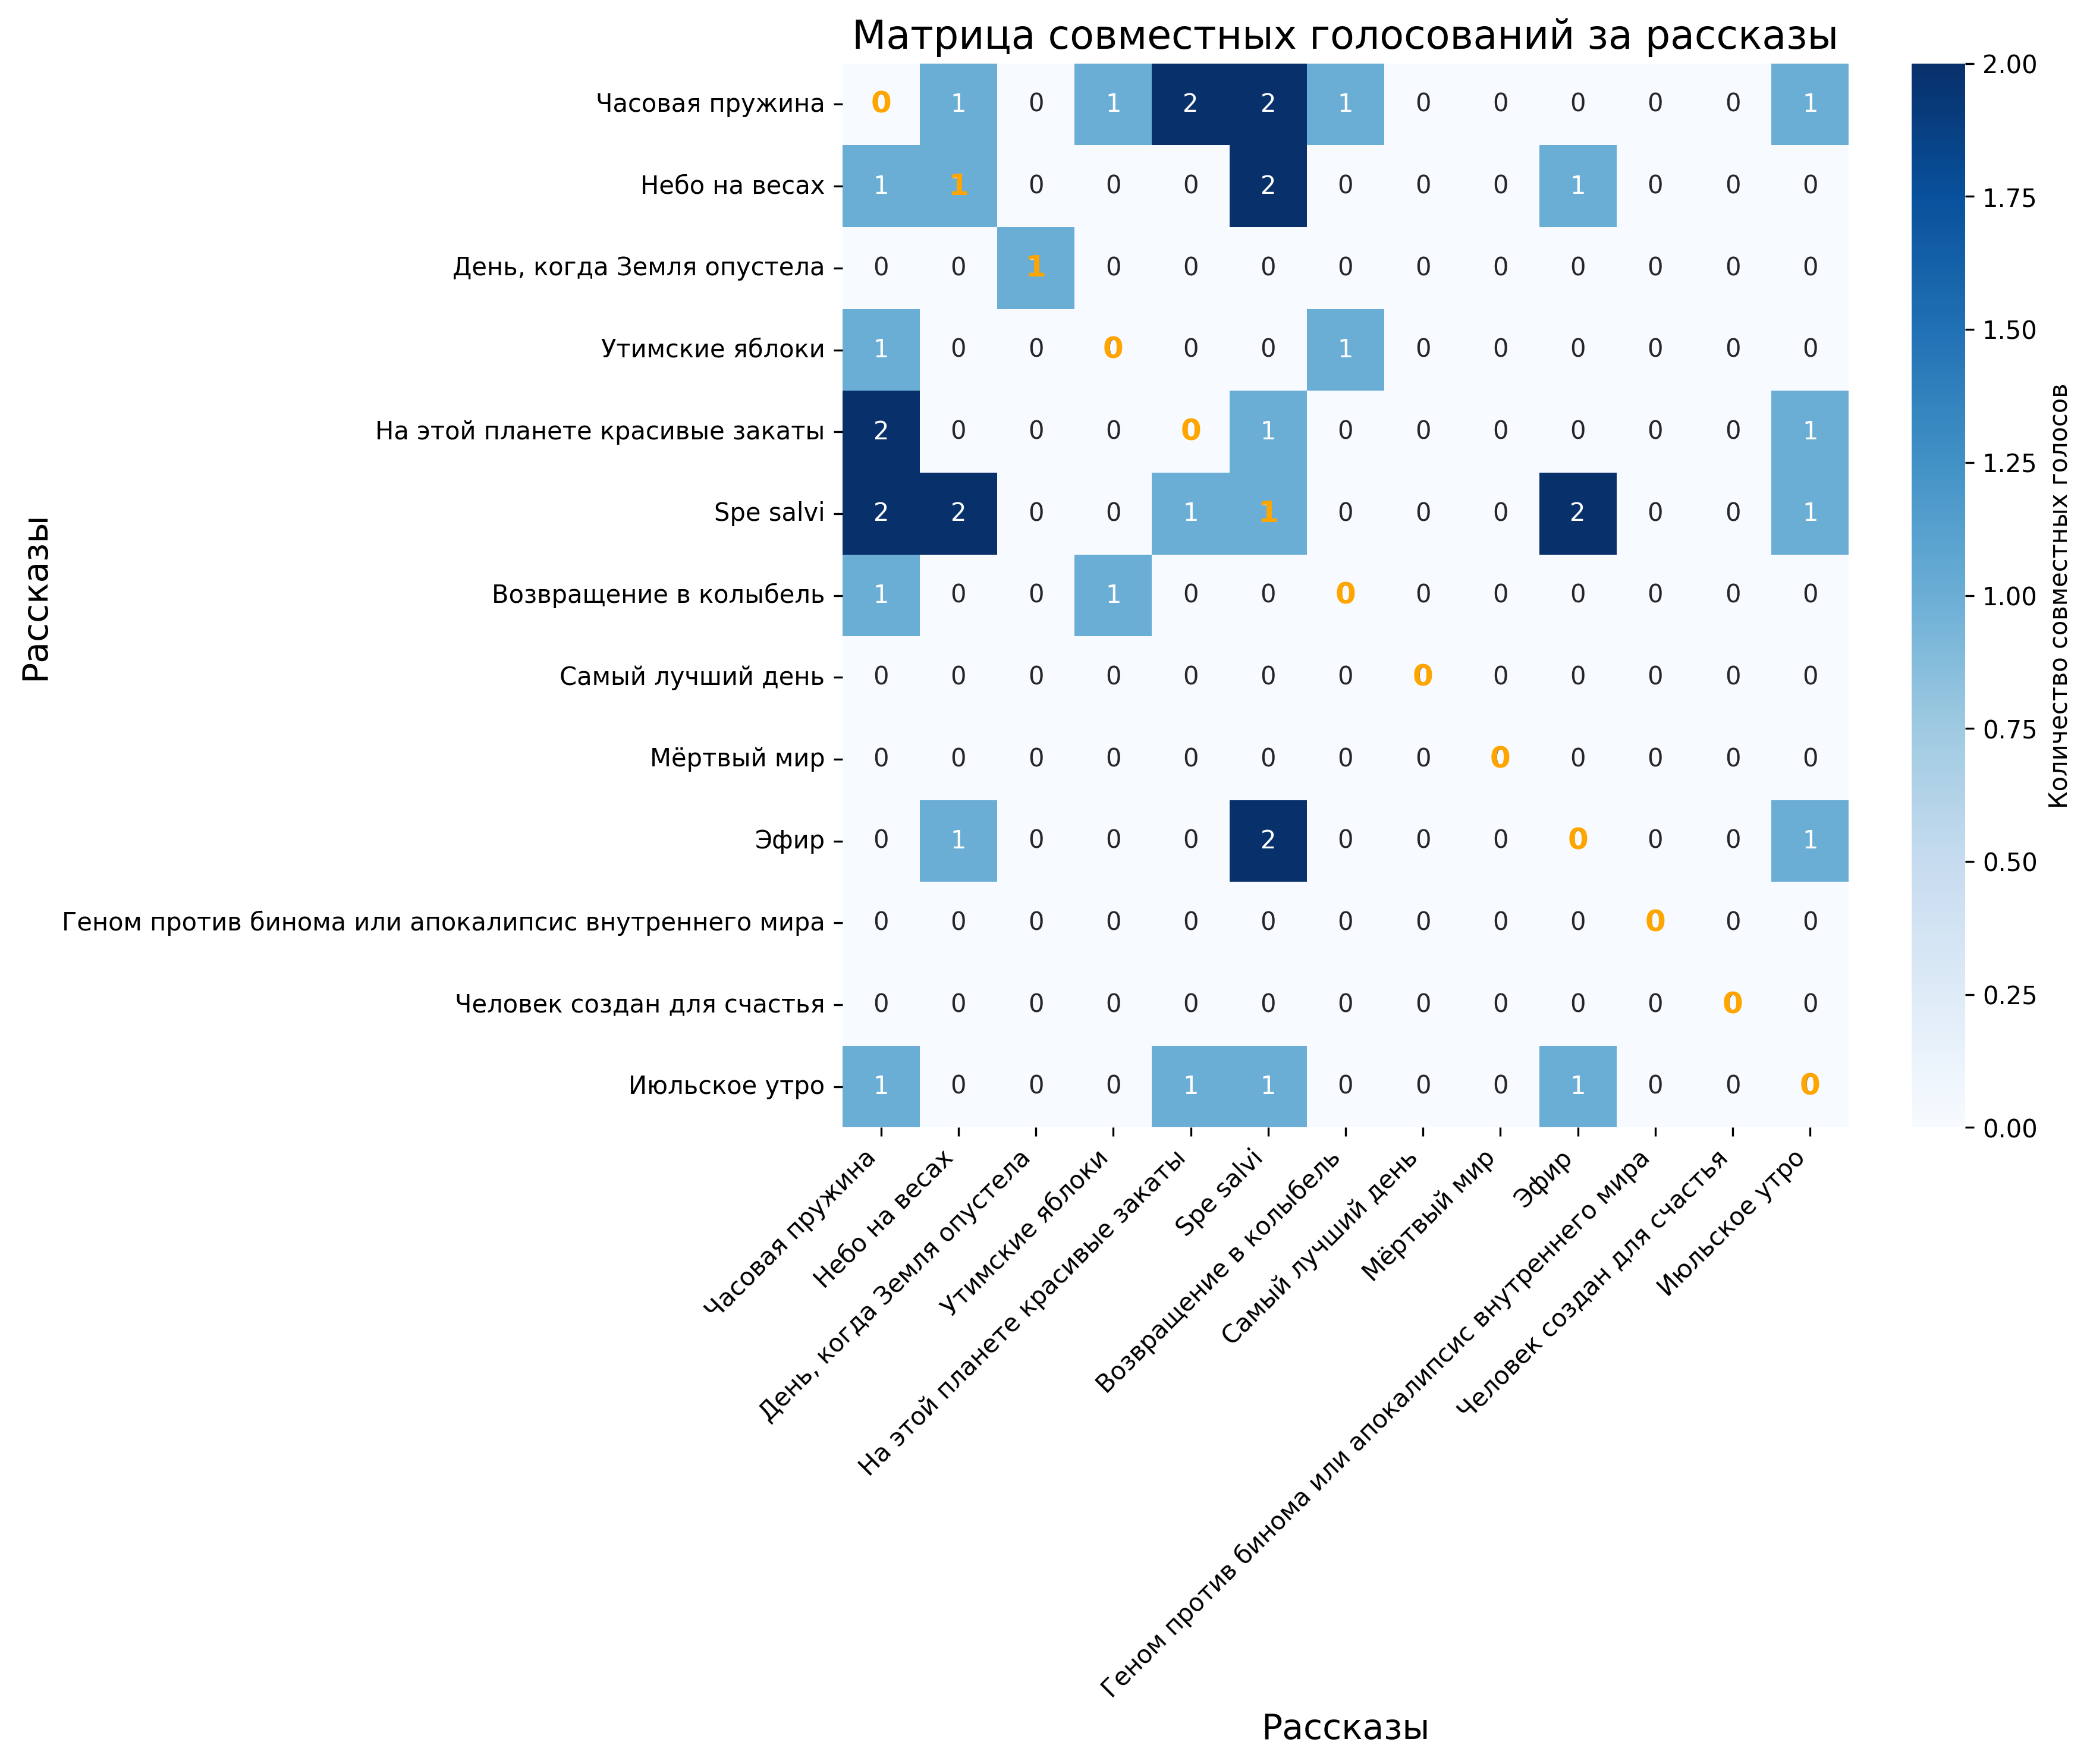 Матрица совместных голосований за рассказы
Рассказы
Часовая пружина 0 1 0 1 2 2 1 0 0 0 0 0 1
Небо на весах 1 1 0 0 0 2 0 0 0 1 0 0 0
День, когда Земля опустела 0 0 1 0 0 0 0 0 0 0 0 0 0
Утимские яблоки 1 0 0 0 0 0 1 0 0 0 0 0 0
На этой планете красивые закаты 2 0 0 0 0 1 0 0 0 0 0 0 1
Spe salvi 2 2 0 0 1 1 0 0 0 2 0 0 1
Возвращение в колыбель 1 0 0 1 0 0 0 0 0 0 0 0 0
Самый лучший день 0 0 0 0 0 0 0 0 0 0 0 0 0
Мёртвый мир 0 0 0 0 0 0 0 0 0 0 0 0 0
Эфир 0 1 0 0 0 2 0 0 0 0 0 0 1
Геном против бинома или апокалипсис внутреннего мира 0 0 0 0 0 0 0 0 0 0 0 0 0
Человек создан для счастья 0 0 0 0 0 0 0 0 0 0 0 0 0
Июльское утро 1 0 0 0 1 1 0 0 0 1 0 0 0
Часовая пружина
Небо на весах
День, когда Земля опустела
Утимские яблоки
На этой планете красивые закаты
Spe salvi
Возвращение в колыбель
Самый лучший день
Мёртвый мир
Эфир
Геном против бинома или апокалипсис внутреннего мира
Человек создан для счастья
Июльское утро
Рассказы
2.00
1.75
1.50
1.25
1.00
0.75
0.50
0.25
0.00
Количество совместных голосов